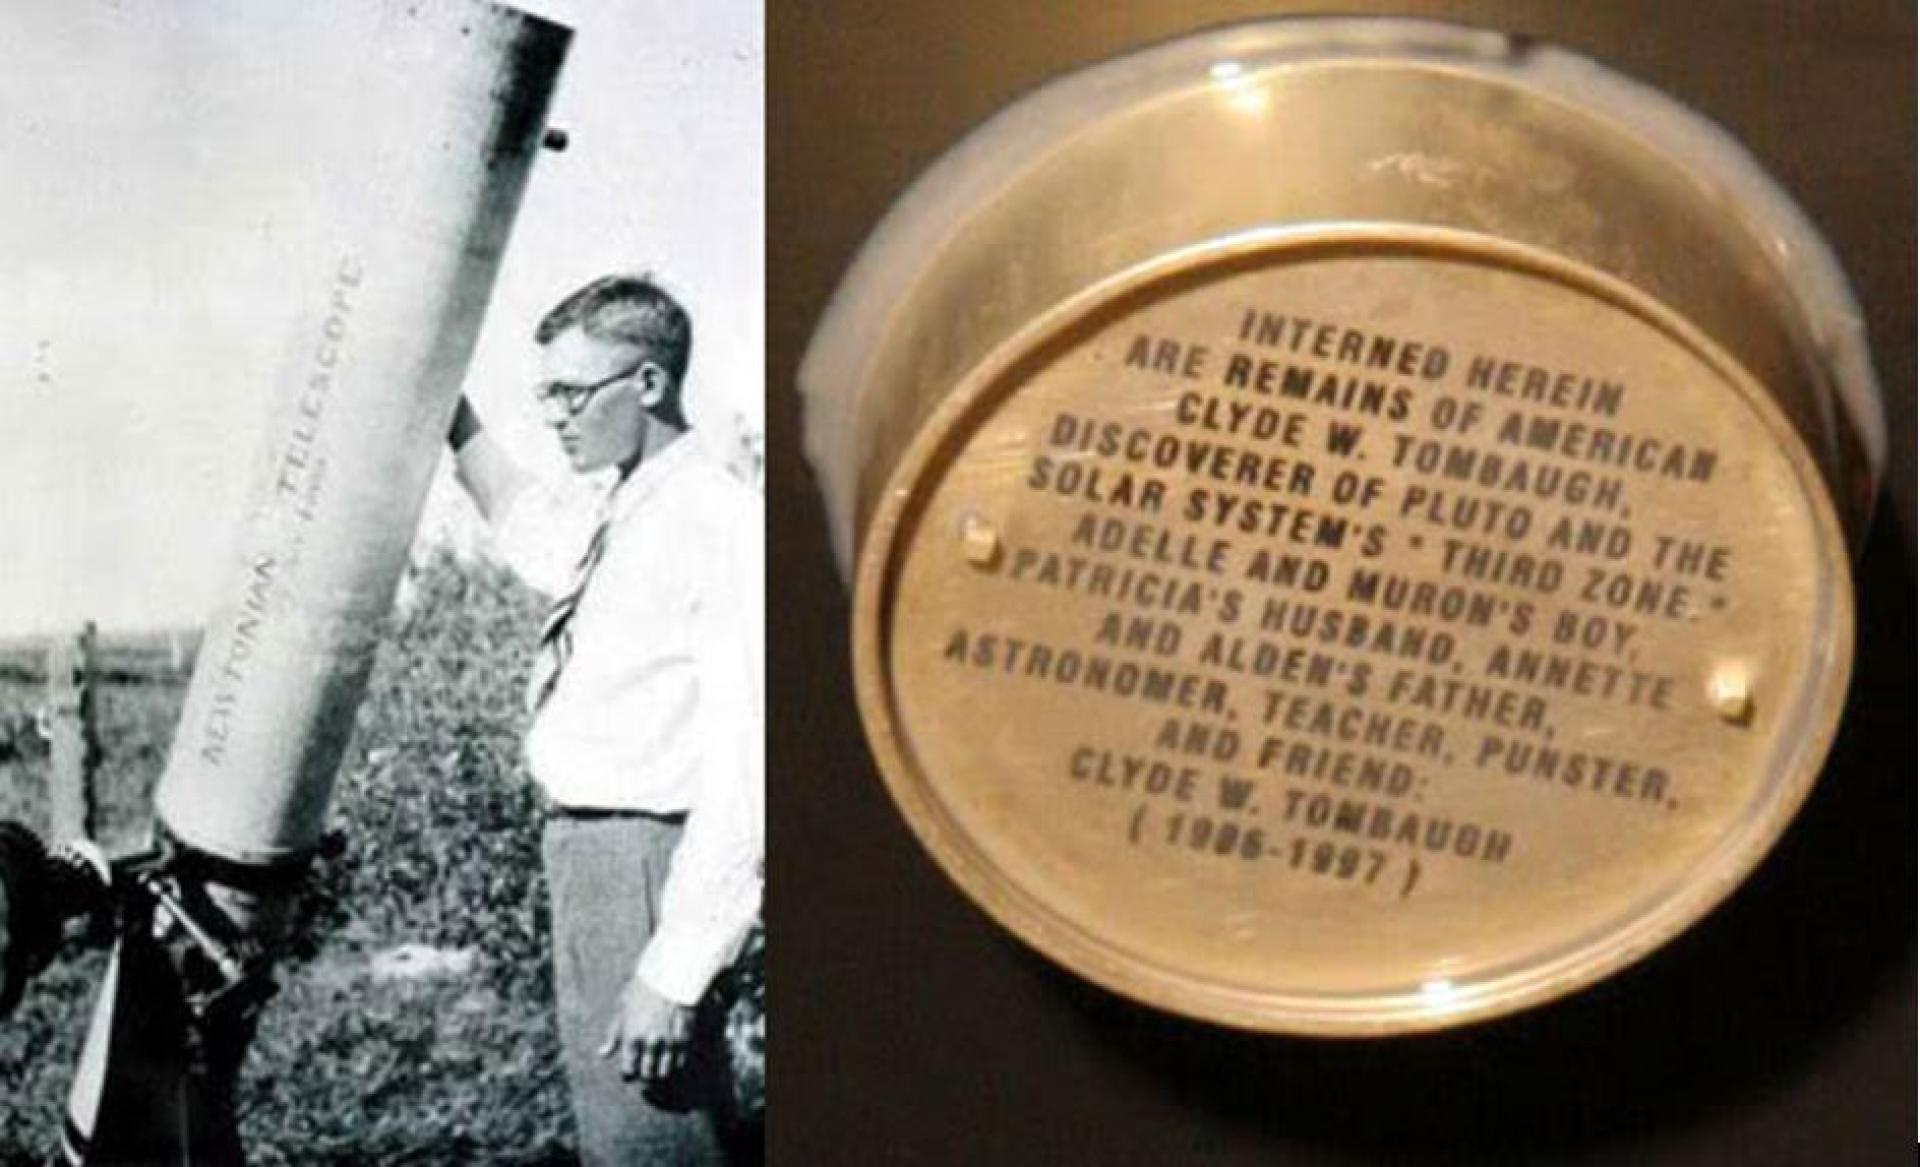 NEWTONIAN TELESCOPE
INTERNED HEREIN
ARE REMAINS OF AMERICAN
CLYDE W. TOMBAUGH,
DISCOVERER OF PLUTO AND THE
SOLAR SYSTEM'S "THIRD ZONE."
ADELLE AND MURON'S BOY,
PATRICIA'S HUSBAND, ANNETTE
AND ALDEN'S FATHER,
ASTRONOMER, TEACHER, PUNSTER,
AND FRIEND:
CLYDE W. TOMBAUGH
(1906-1997)